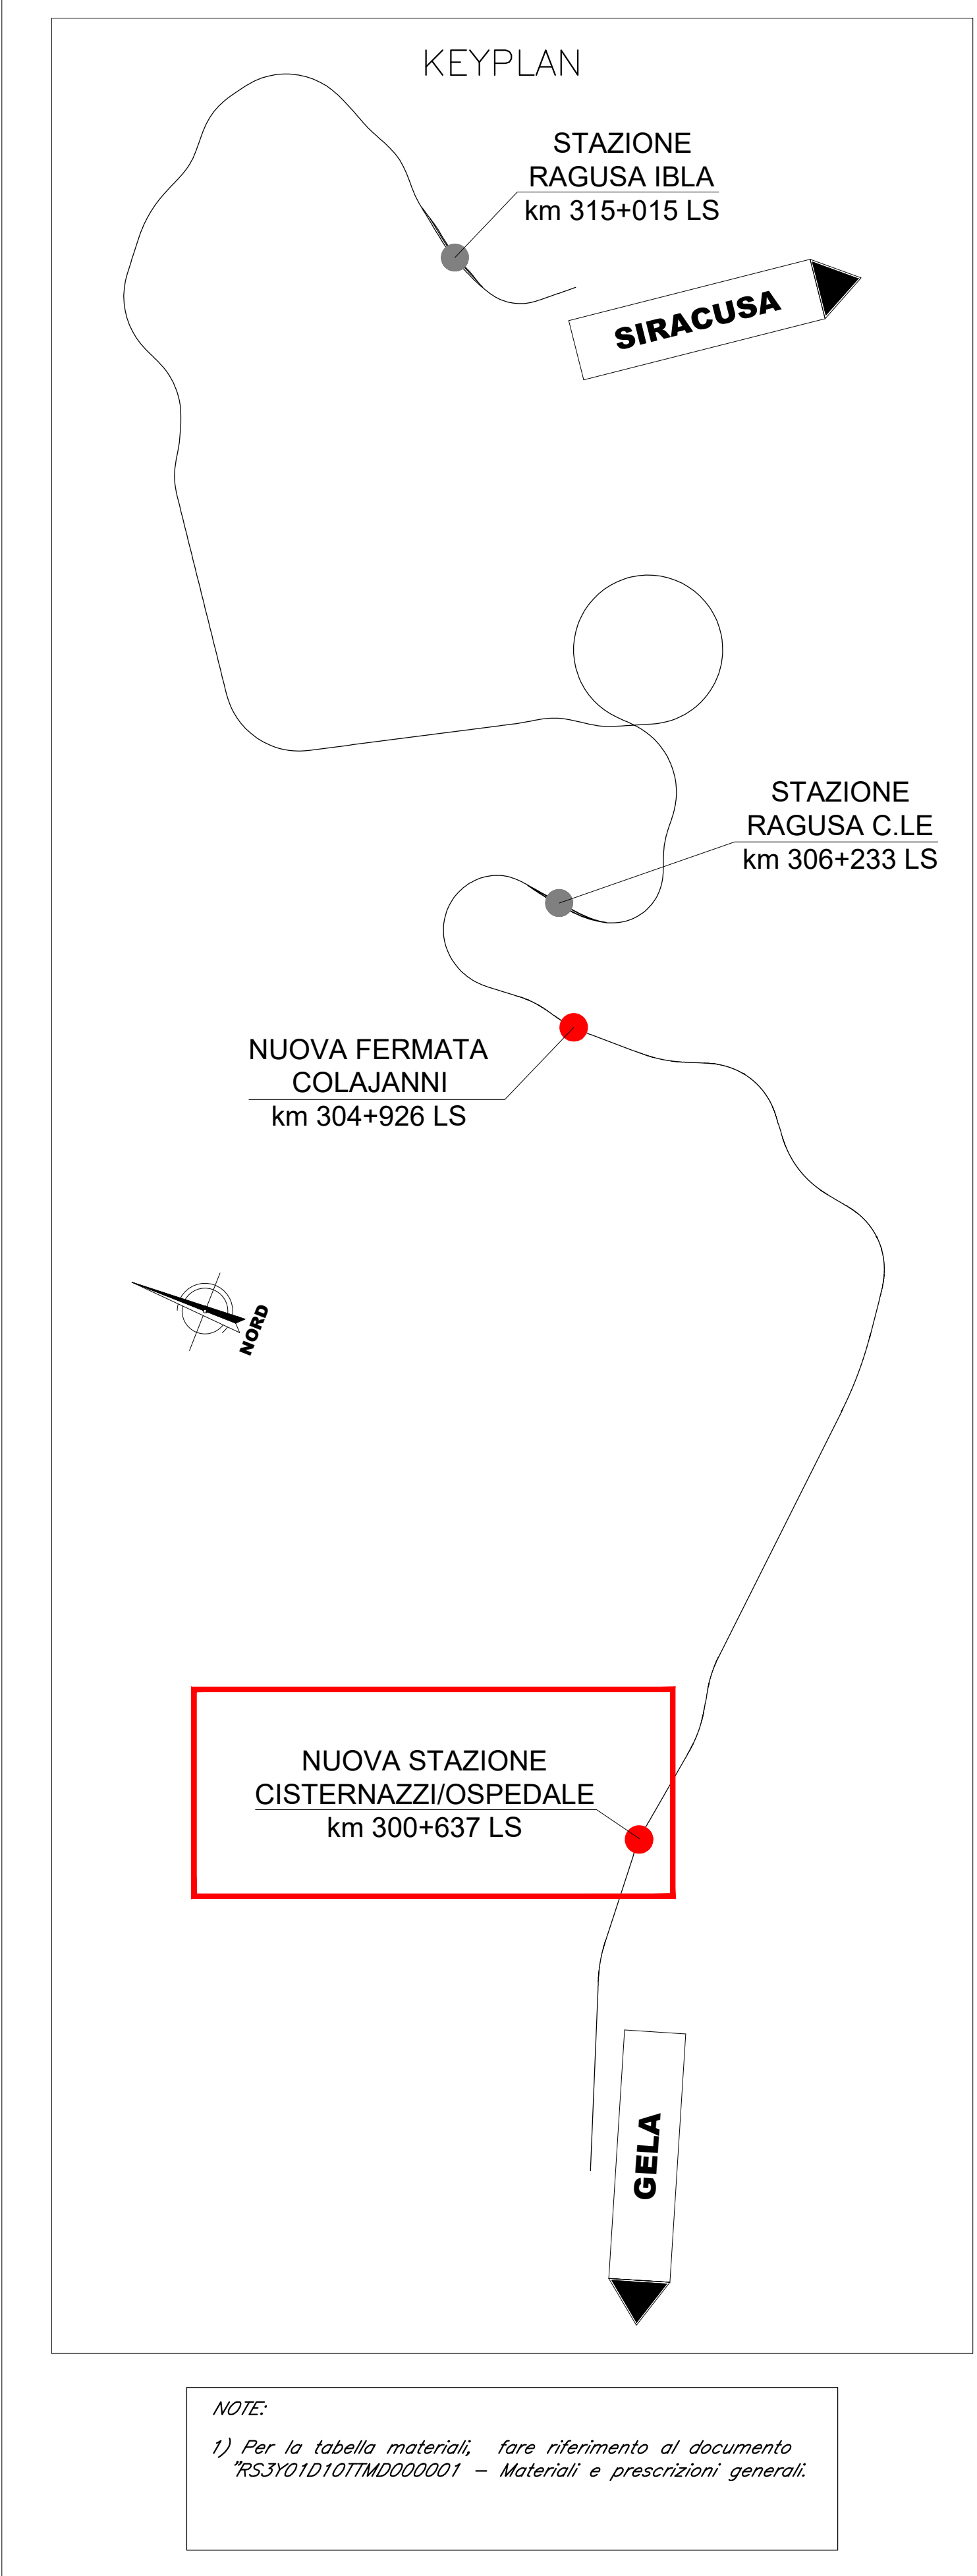 KEYPLAN
STAZIONE
RAGUSA IBLA
km 315+015 LS
SIRACUSA
STAZIONE
RAGUSA C.LE
km 306+233 LS
NUOVA FERMATA
COLAJANNI
km 304+926 LS
NORD
NUOVA STAZIONE
CISTERNAZZI/OSPEDALE
km 300+637 LS
GELA
NOTE:
1) Per la tabella materiali, fare riferimento al documento
"RS3Y01D10TTMD000001 – Materiali e prescrizioni generali.